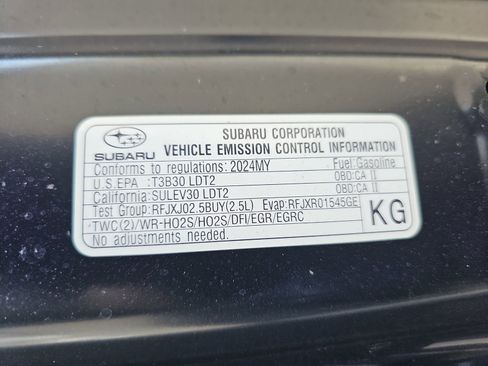 SUBARU CORPORATION
SUBARU VEHICLE EMISSION CONTROL INFORMATION
Conforms to regulations: 2024MY Fuel: Gasoline
U.S.EPA :T3B30 LDT2 OBD:CA II
California:SULEV30 LDT2 OBD:CA II
Test Group:RFJXJ02.5BUY(2.5L) Evap:RFJXR01545GE
TWC(2)/WR-HO2S/HO2S/DFI/EGR/EGRC
No adjustments needed.
KG